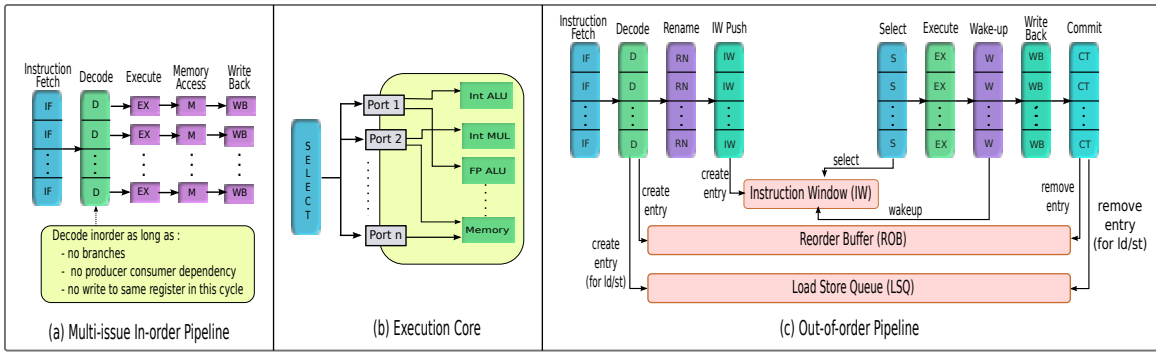 Instruction
Fetch
Decode
Execute
Memory
Access
Write
Back
IF
D
EX
M
WB
IF
D
EX
M
WB
IF
D
EX
M
WB
Decode inorder as long as :
- no branches
- no producer consumer dependency
- no write to same register in this cycle
(a) Multi-issue In-order Pipeline
SELECT
Port 1
Port 2
Port n
Int ALU
Int MUL
FP ALU
Memory
(b) Execution Core
Instruction
Fetch
Decode
Rename
IW Push
Select
Execute
Wake-up
Write
Back
Commit
IF
D
RN
IW
S
EX
W
WB
CT
IF
D
RN
IW
S
EX
W
WB
CT
IF
D
RN
IW
S
EX
W
WB
CT
select
create
entry
create
entry
Instruction Window (IW)
wakeup
remove
entry
Reorder Buffer (ROB)
create
entry
(for ld/st)
remove
entry
(for ld/st)
Load Store Queue (LSQ)
(c) Out-of-order Pipeline